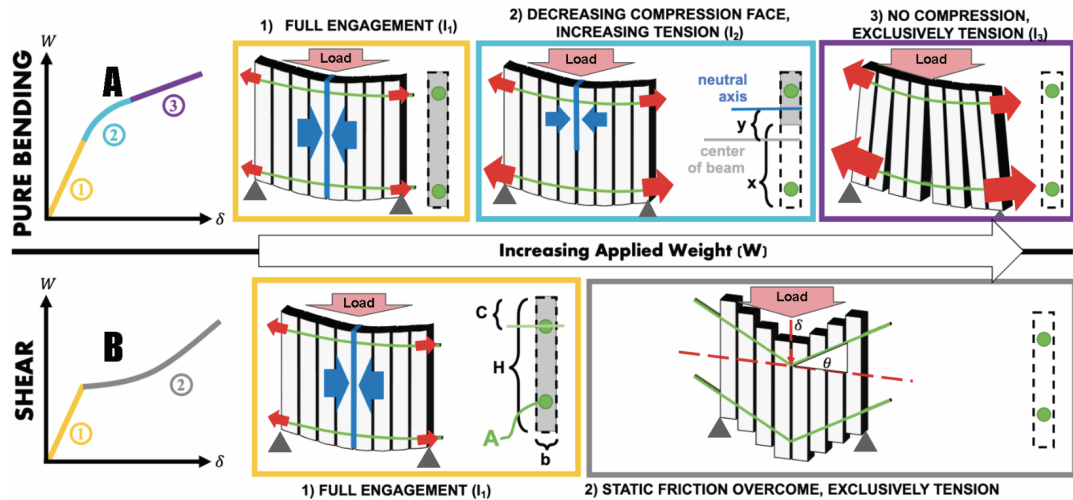 1) FULL ENGAGEMENT (I₁)
2) DECREASING COMPRESSION FACE,
INCREASING TENSION (I₂)
3) NO COMPRESSION,
EXCLUSIVELY TENSION (I₃)
PURE BENDING
W
A
1
2
3
δ
Load
Load
neutral
axis
y
center
of beam
x
Load
Increasing Applied Weight (W)
SHEAR
W
B
1
2
δ
Load
C
H
A
b
Load
δ
θ
1) FULL ENGAGEMENT (I₁)
2) STATIC FRICTION OVERCOME, EXCLUSIVELY TENSION